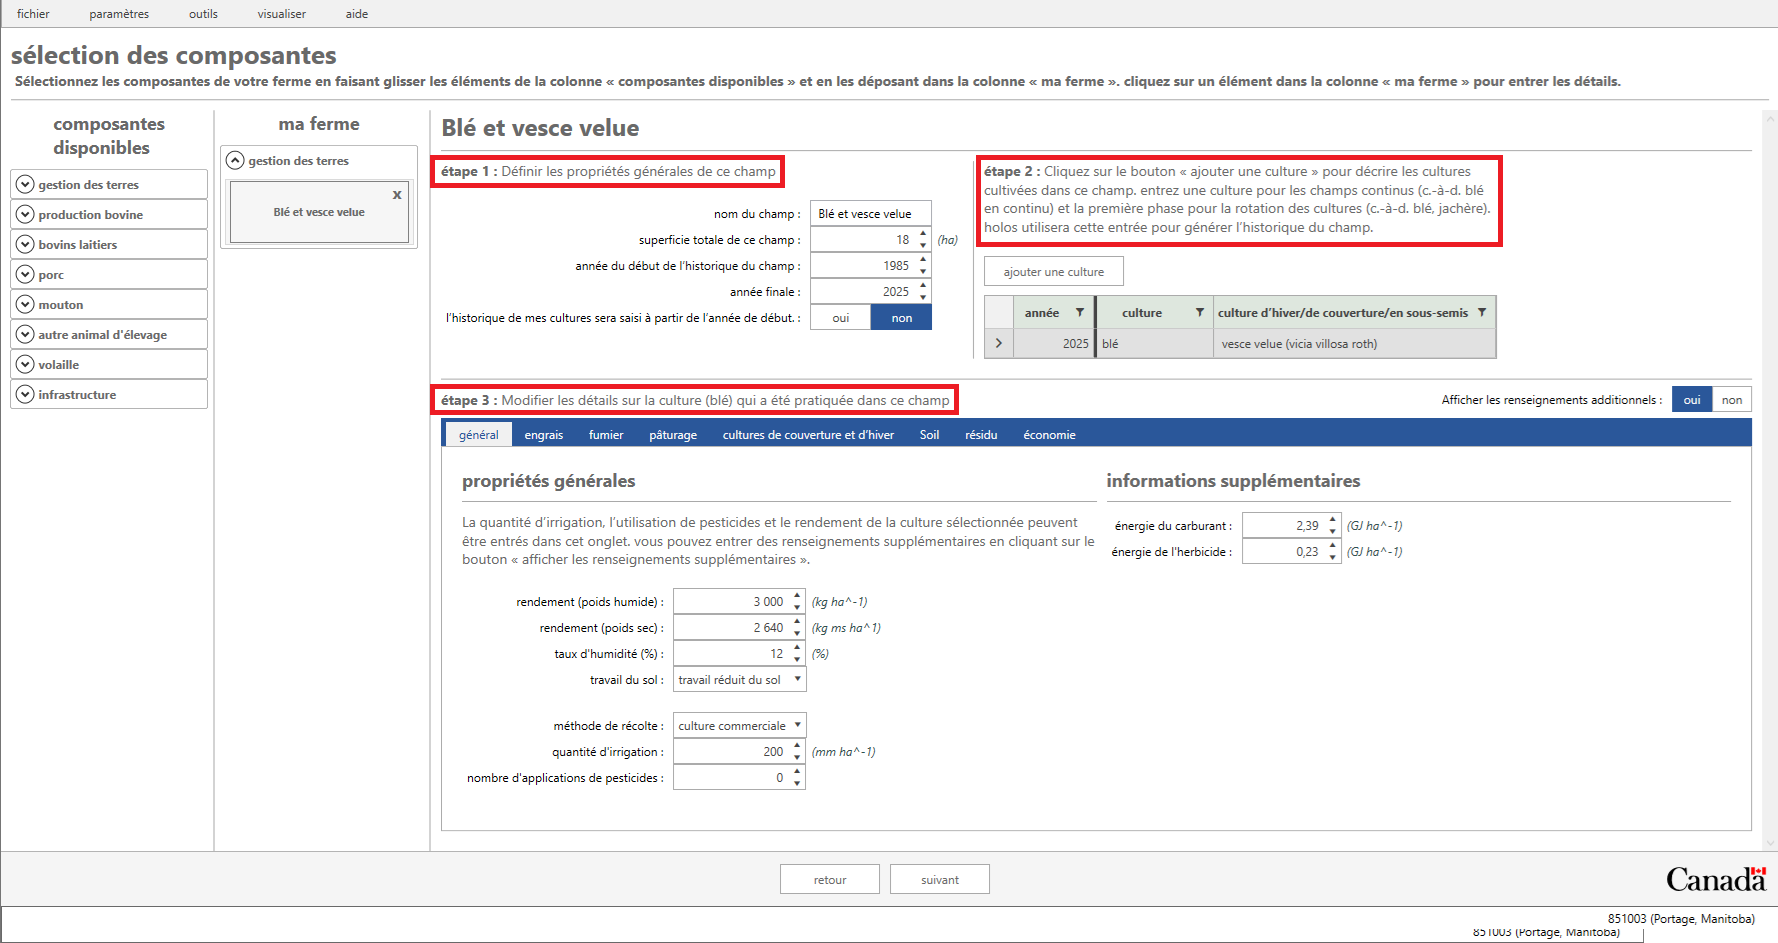 fichier paramètres outils visualiser aide
sélection des composantes
Sélectionnez les composantes de votre ferme en faisant glisser les éléments de la colonne « composantes disponibles » et en les déposant dans la colonne « ma ferme ». cliquez sur un élément dans la colonne « ma ferme » pour entrer les détails.
composantes
disponibles
gestion des terres
production bovine
bovins laitiers
porc
mouton
autre animal d'élevage
volaille
infrastructure
ma ferme
gestion des terres
x
Blé et vesce velue
Blé et vesce velue
étape 1 : Définir les propriétés générales de ce champ
nom du champ : Blé et vesce velue
superficie totale de ce champ : 18 (ha)
année du début de l'historique du champ : 1985
année finale : 2025
l'historique de mes cultures sera saisi à partir de l'année de début. : oui non
étape 2 : Cliquez sur le bouton « ajouter une culture » pour décrire les cultures
cultivées dans ce champ. entrez une culture pour les champs continus (c.-à-d. blé
en continu) et la première phase pour la rotation des cultures (c.-à-d. blé, jachère).
holos utilisera cette entrée pour générer l'historique du champ.
ajouter une culture
année culture culture d'hiver/de couverture/en sous-semis
2025 blé vesce velue (vicia villosa roth)
étape 3 : Modifier les détails sur la culture (blé) qui a été pratiquée dans ce champ
Afficher les renseignements additionnels : oui non
général engrais fumier pâturage cultures de couverture et d'hiver Soil résidu économie
propriétés générales
La quantité d'irrigation, l'utilisation de pesticides et le rendement de la culture sélectionnée peuvent
être entrés dans cet onglet. vous pouvez entrer des renseignements supplémentaires en cliquant sur le
bouton « afficher les renseignements supplémentaires ».
rendement (poids humide) : 3 000 (kg ha^-1)
rendement (poids sec) : 2 640 (kg ms ha^1)
taux d'humidité (%) : 12 (%)
travail du sol : travail réduit du sol
méthode de récolte : culture commerciale
quantité d'irrigation : 200 (mm ha^-1)
nombre d'applications de pesticides : 0
informations supplémentaires
énergie du carburant : 2,39 (GJ ha^-1)
énergie de l'herbicide : 0,23 (GJ ha^-1)
retour suivant
Canada
851003 (Portage, Manitoba)
851003 (Portage, Manitoba)